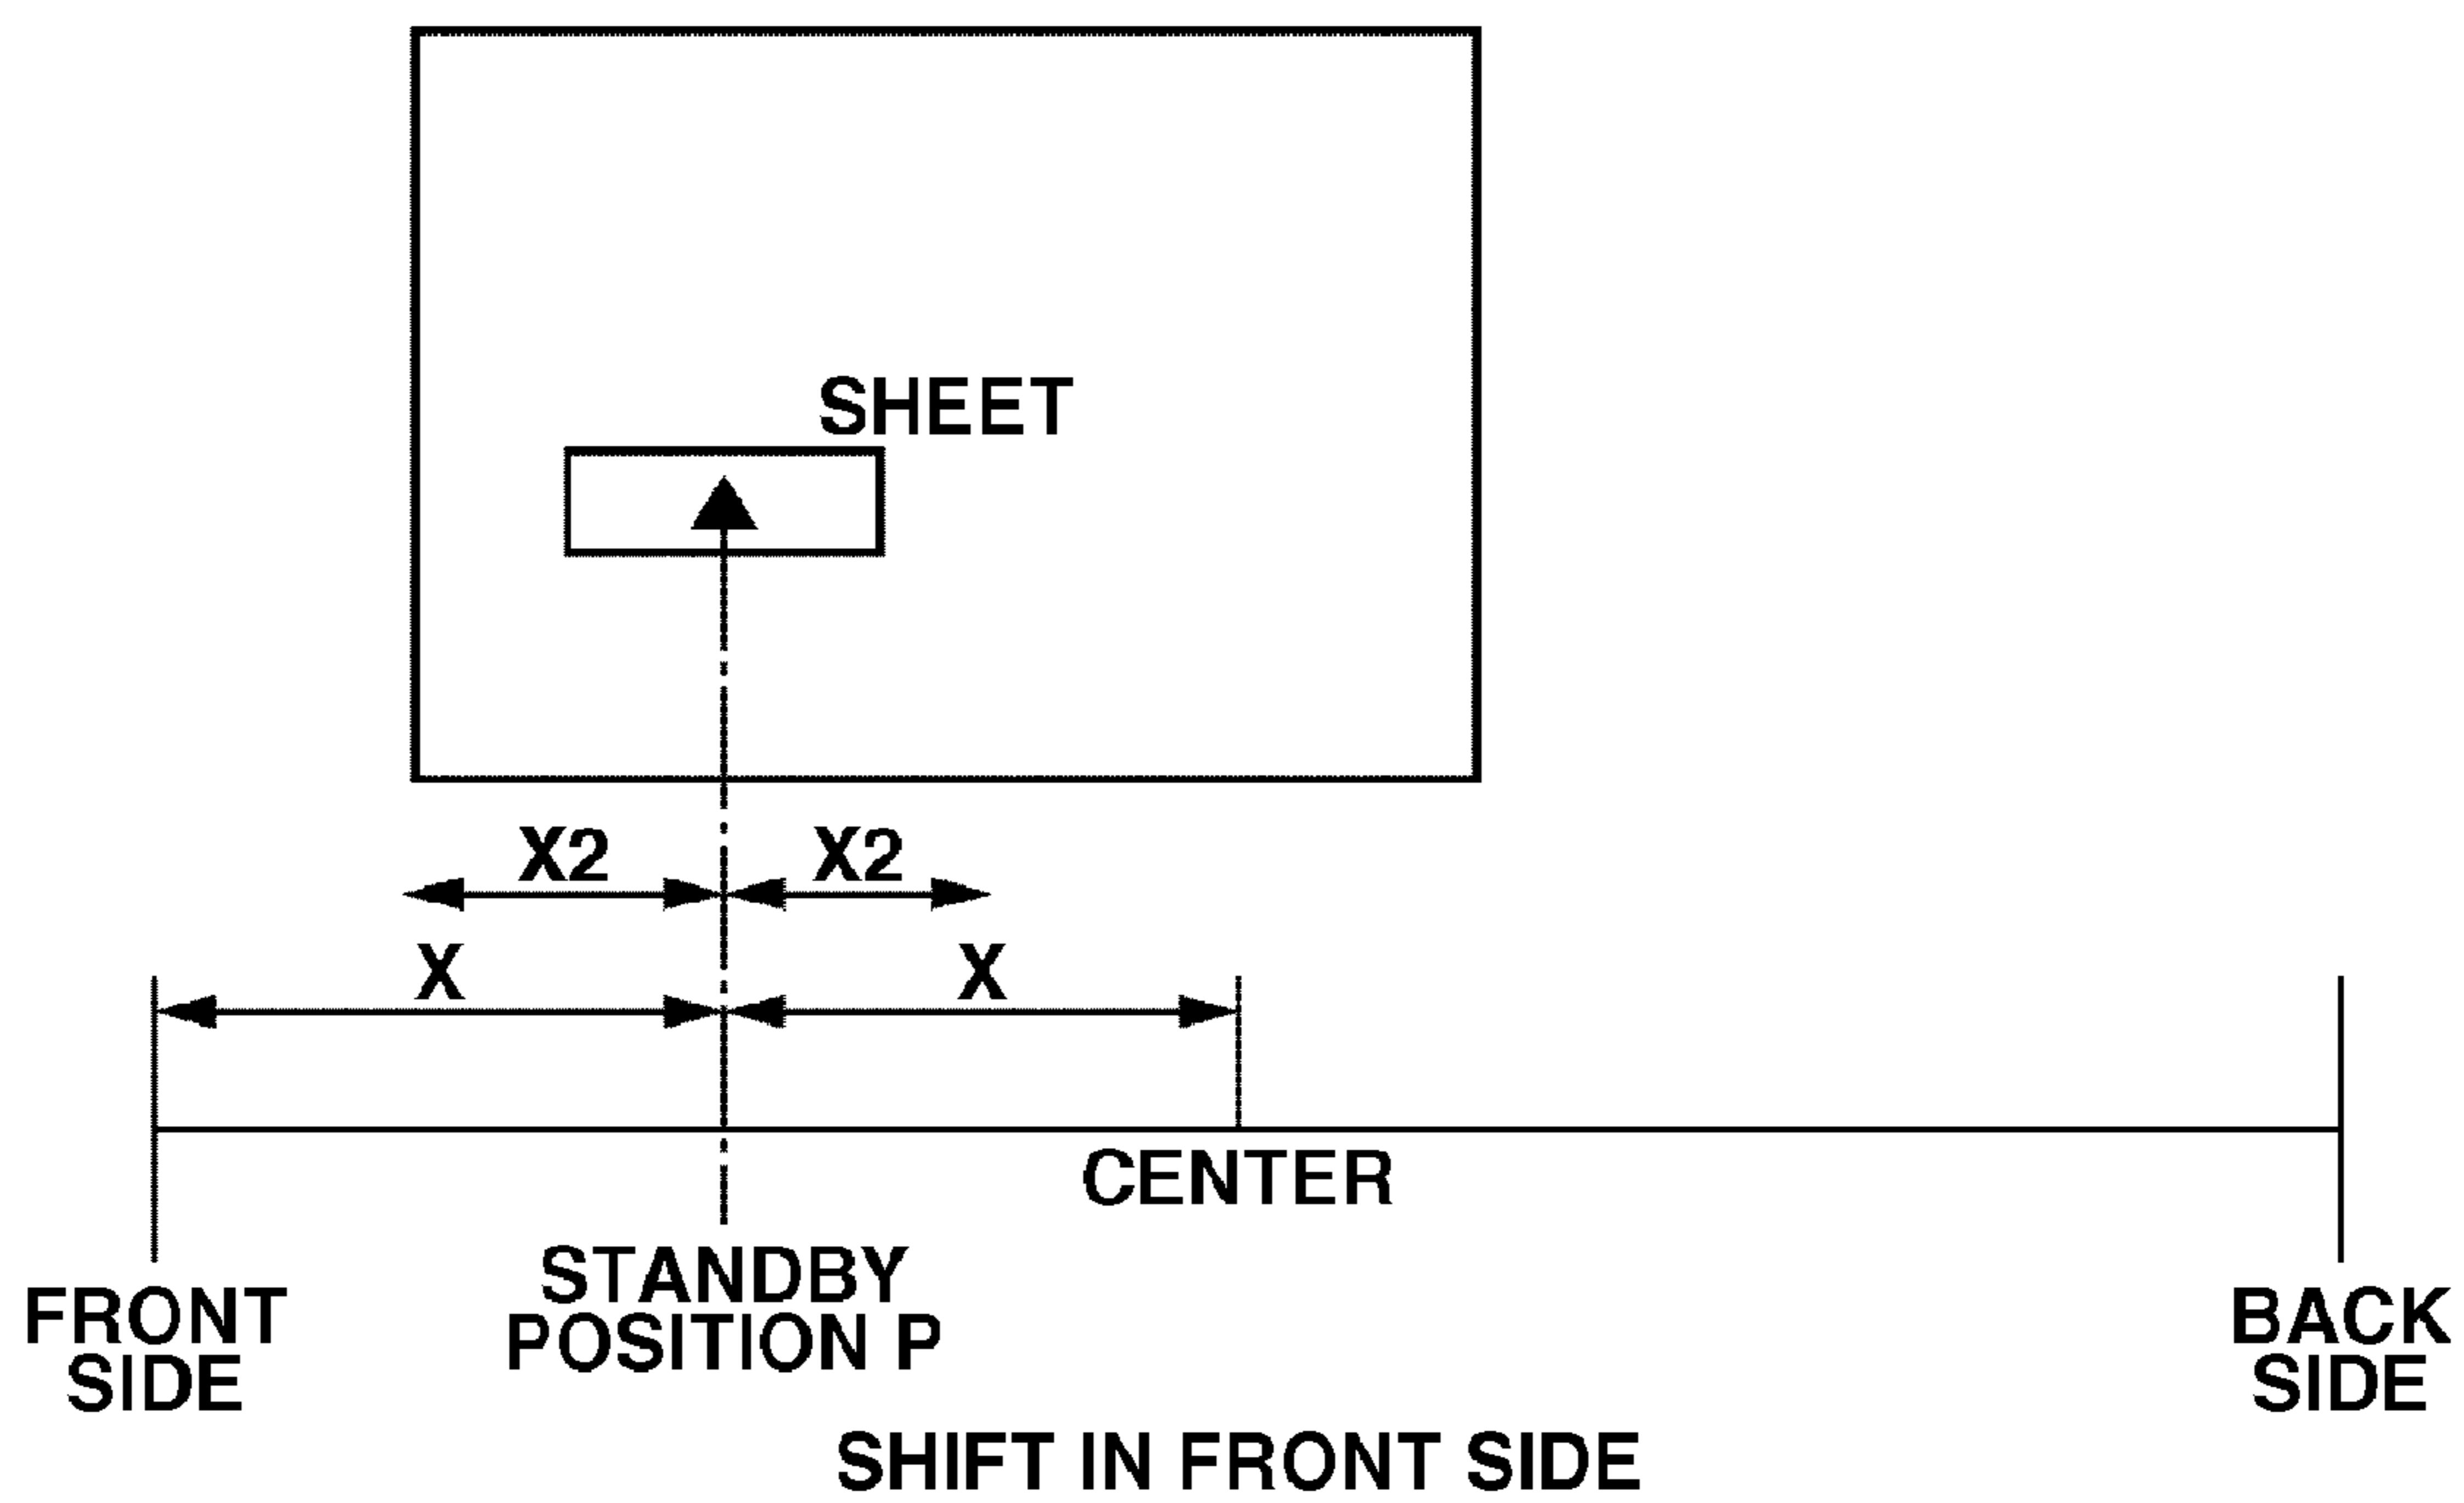 SHEET
X2 X2
X X
CENTER
STANDBY
POSITION P
FRONT
SIDE
BACK
SIDE
SHIFT IN FRONT SIDE